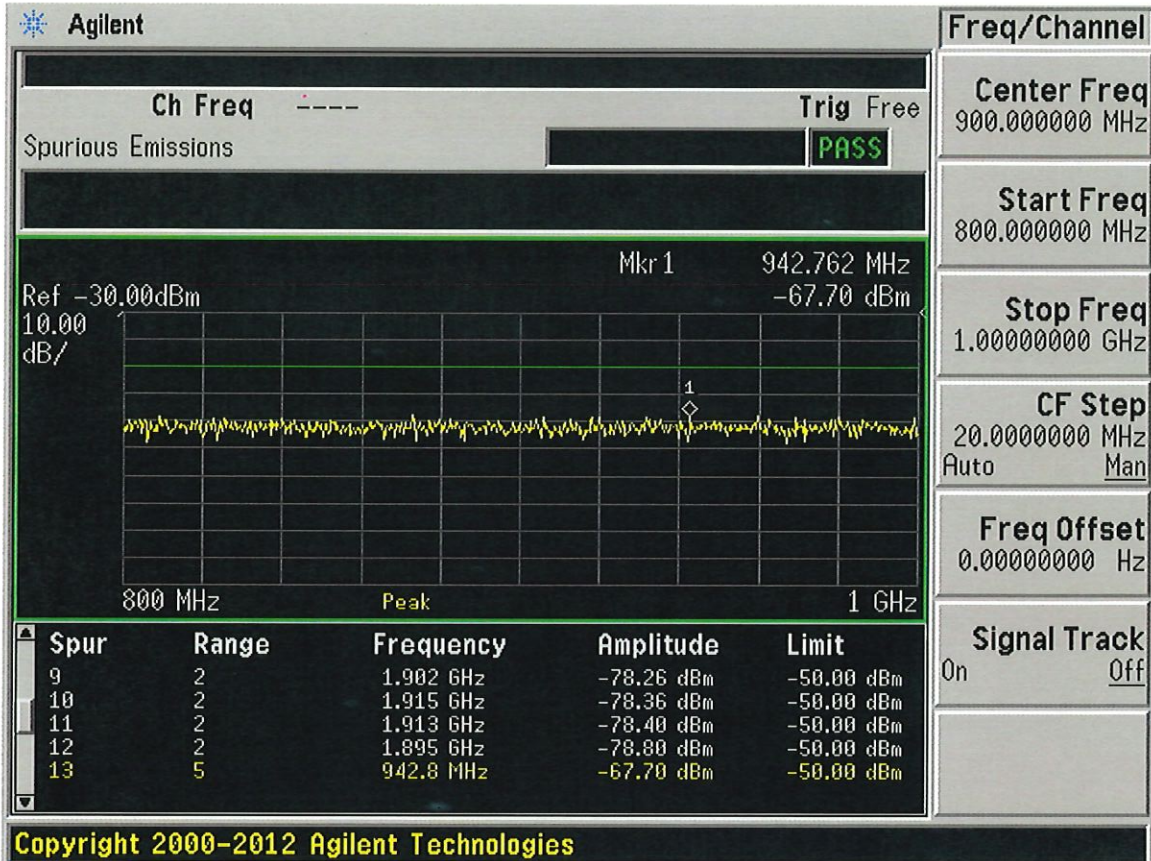 Agilent
Freq/Channel
Ch Freq ----
Trig Free
Spurious Emissions
PASS
Center Freq
900.000000 MHz
Start Freq
800.000000 MHz
Stop Freq
1.00000000 GHz
CF Step
20.0000000 MHz
Auto Man
Freq Offset
0.00000000 Hz
Signal Track
On Off
Mkr1 942.762 MHz
-67.70 dBm
Ref -30.00dBm
10.00
dB/
1
800 MHz Peak 1 GHz
Spur Range Frequency Amplitude Limit
9 2 1.902 GHz -78.26 dBm -50.00 dBm
10 2 1.915 GHz -78.36 dBm -50.00 dBm
11 2 1.913 GHz -78.40 dBm -50.00 dBm
12 2 1.895 GHz -78.80 dBm -50.00 dBm
13 5 942.8 MHz -67.70 dBm -50.00 dBm
Copyright 2000-2012 Agilent Technologies